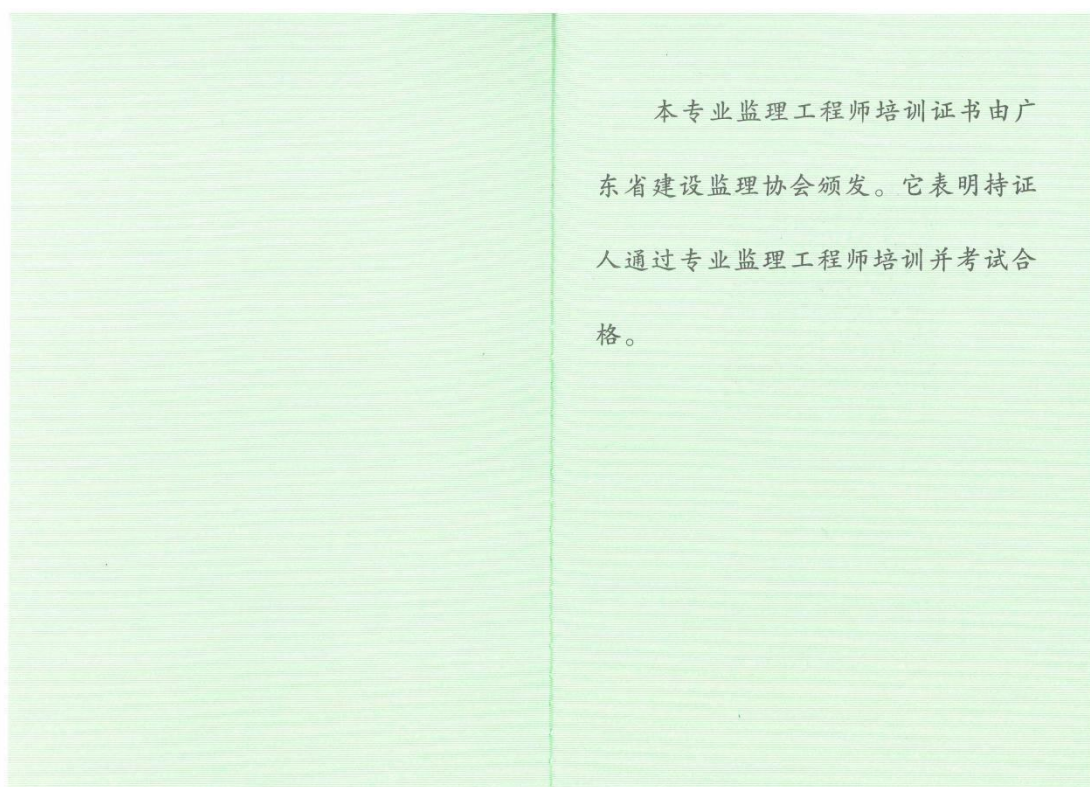 本专业监理工程师培训证书由广
东省建设监理协会颁发。它表明持证
人通过专业监理工程师培训并考试合
格。